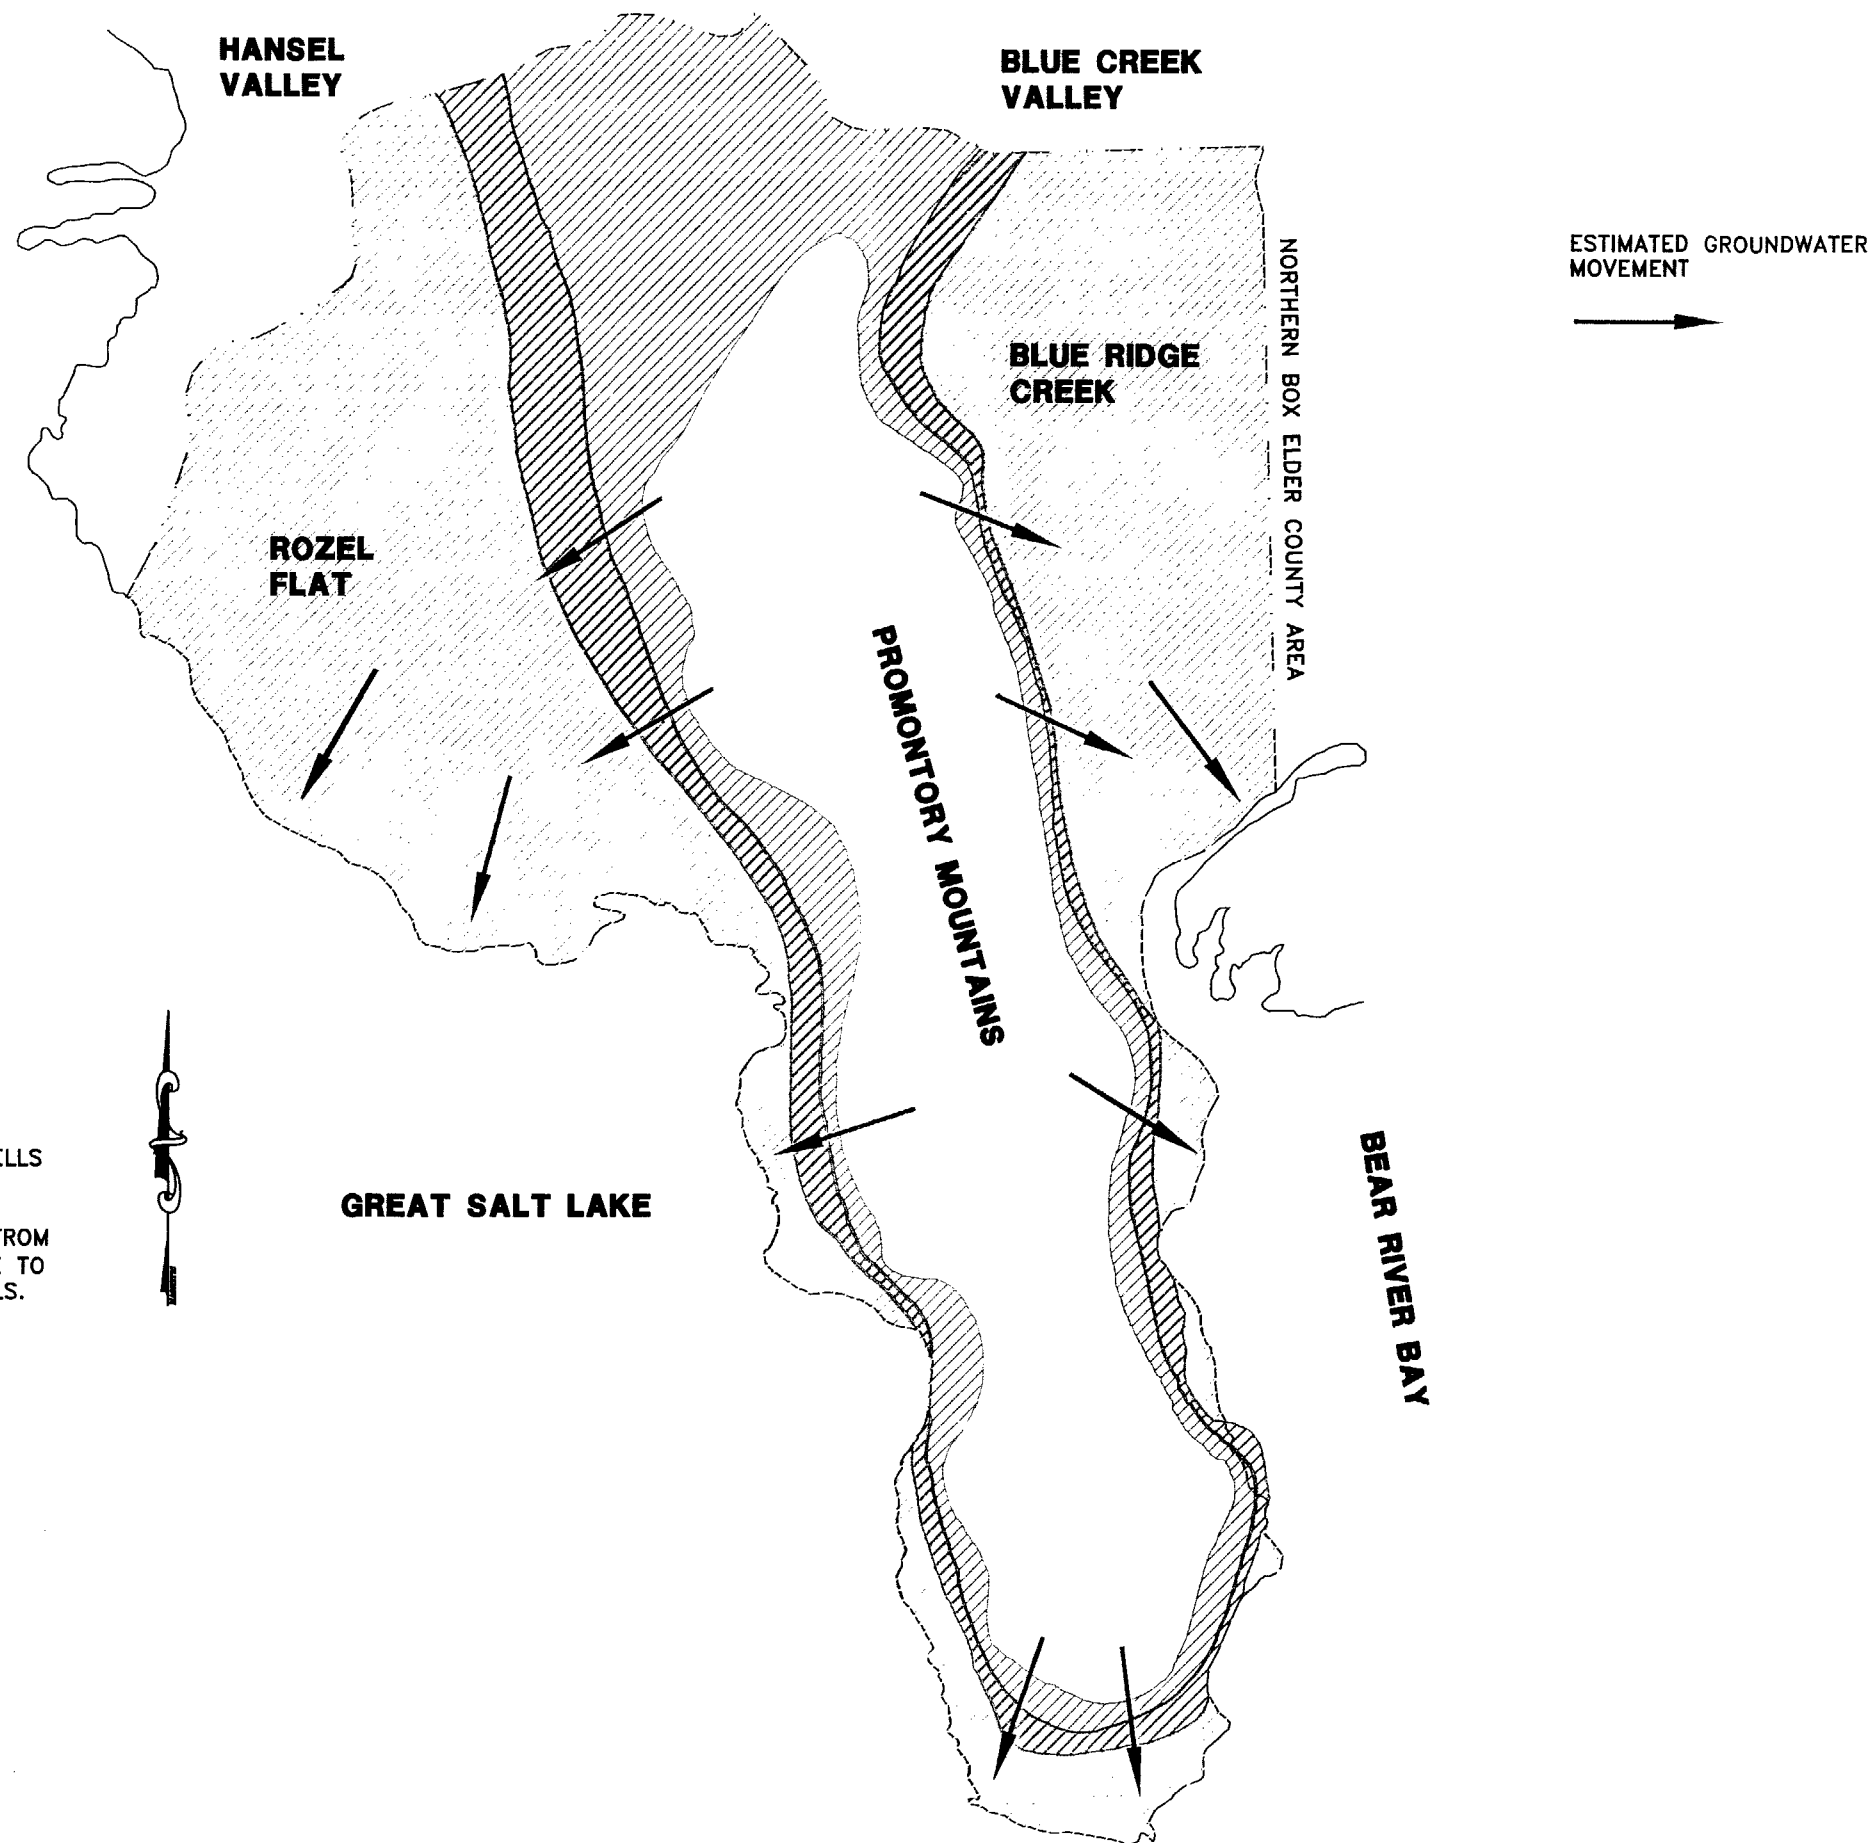 HANSEL
VALLEY
BLUE CREEK
VALLEY
ESTIMATED GROUNDWATER
MOVEMENT
NORTHERN BOX ELDER COUNTY AREA
BLUE RIDGE
CREEK
ROZEL
FLAT
PROMONTORY MOUNTAINS
GREAT SALT LAKE
BEAR RIVER BAY
TO